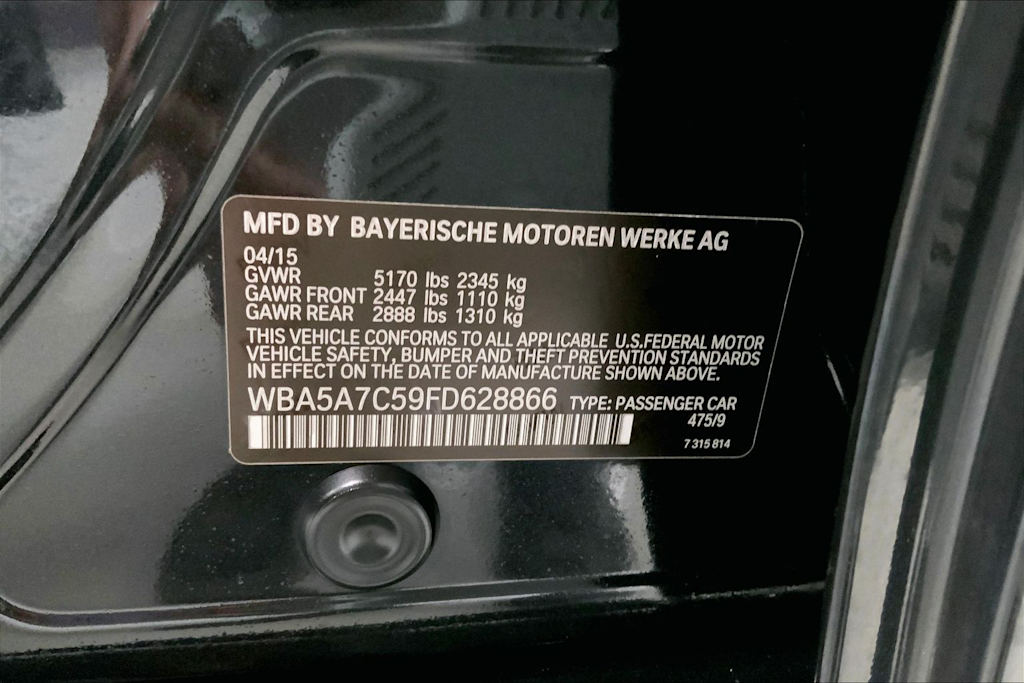 MFD BY BAYERISCHE MOTOREN WERKE AG
04/15
GVWR 5170 lbs 2345 kg
GAWR FRONT 2447 lbs 1110 kg
GAWR REAR 2888 lbs 1310 kg
THIS VEHICLE CONFORMS TO ALL APPLICABLE U.S.FEDERAL MOTOR
VEHICLE SAFETY, BUMPER AND THEFT PREVENTION STANDARDS
IN EFFECT ON THE DATE OF MANUFACTURE SHOWN ABOVE.
WBA5A7C59FD628866 TYPE: PASSENGER CAR
475/9
7 315 814